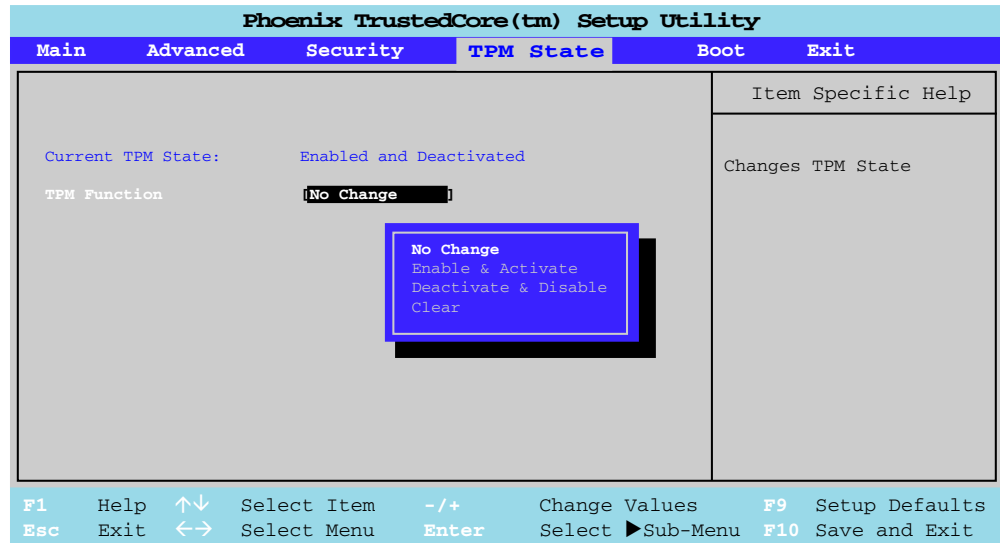 Phoenix TrustedCore(tm) Setup Utility
Main Advanced Security TPM State Boot Exit
Item Specific Help
Current TPM State: Enabled and Deactivated
Changes TPM State
TPM Function [No Change ]
No Change
Enable & Activate
Deactivate & Disable
Clear
F1 Help ↑↓ Select Item -/+ Change Values F9 Setup Defaults
Esc Exit ←→ Select Menu Enter Select ▶Sub-Menu F10 Save and Exit